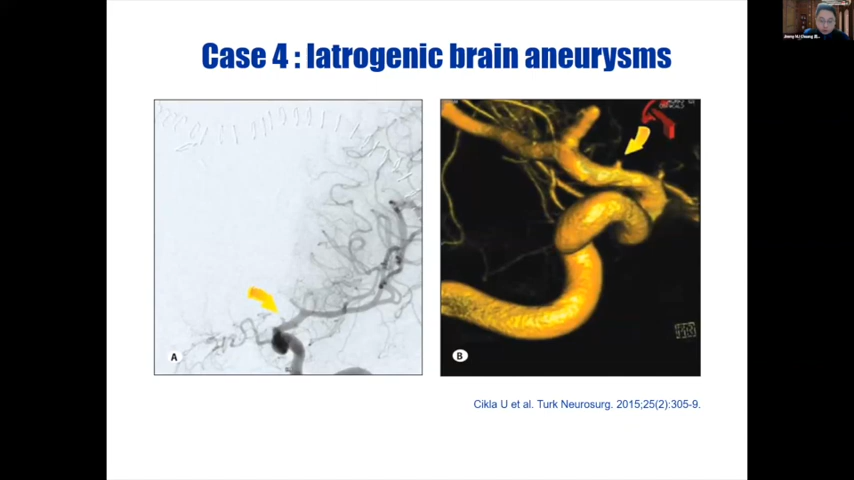 Case 4 : Iatrogenic brain aneurysms
A
B
Cikla U et al. Turk Neurosurg. 2015;25(2):305-9.